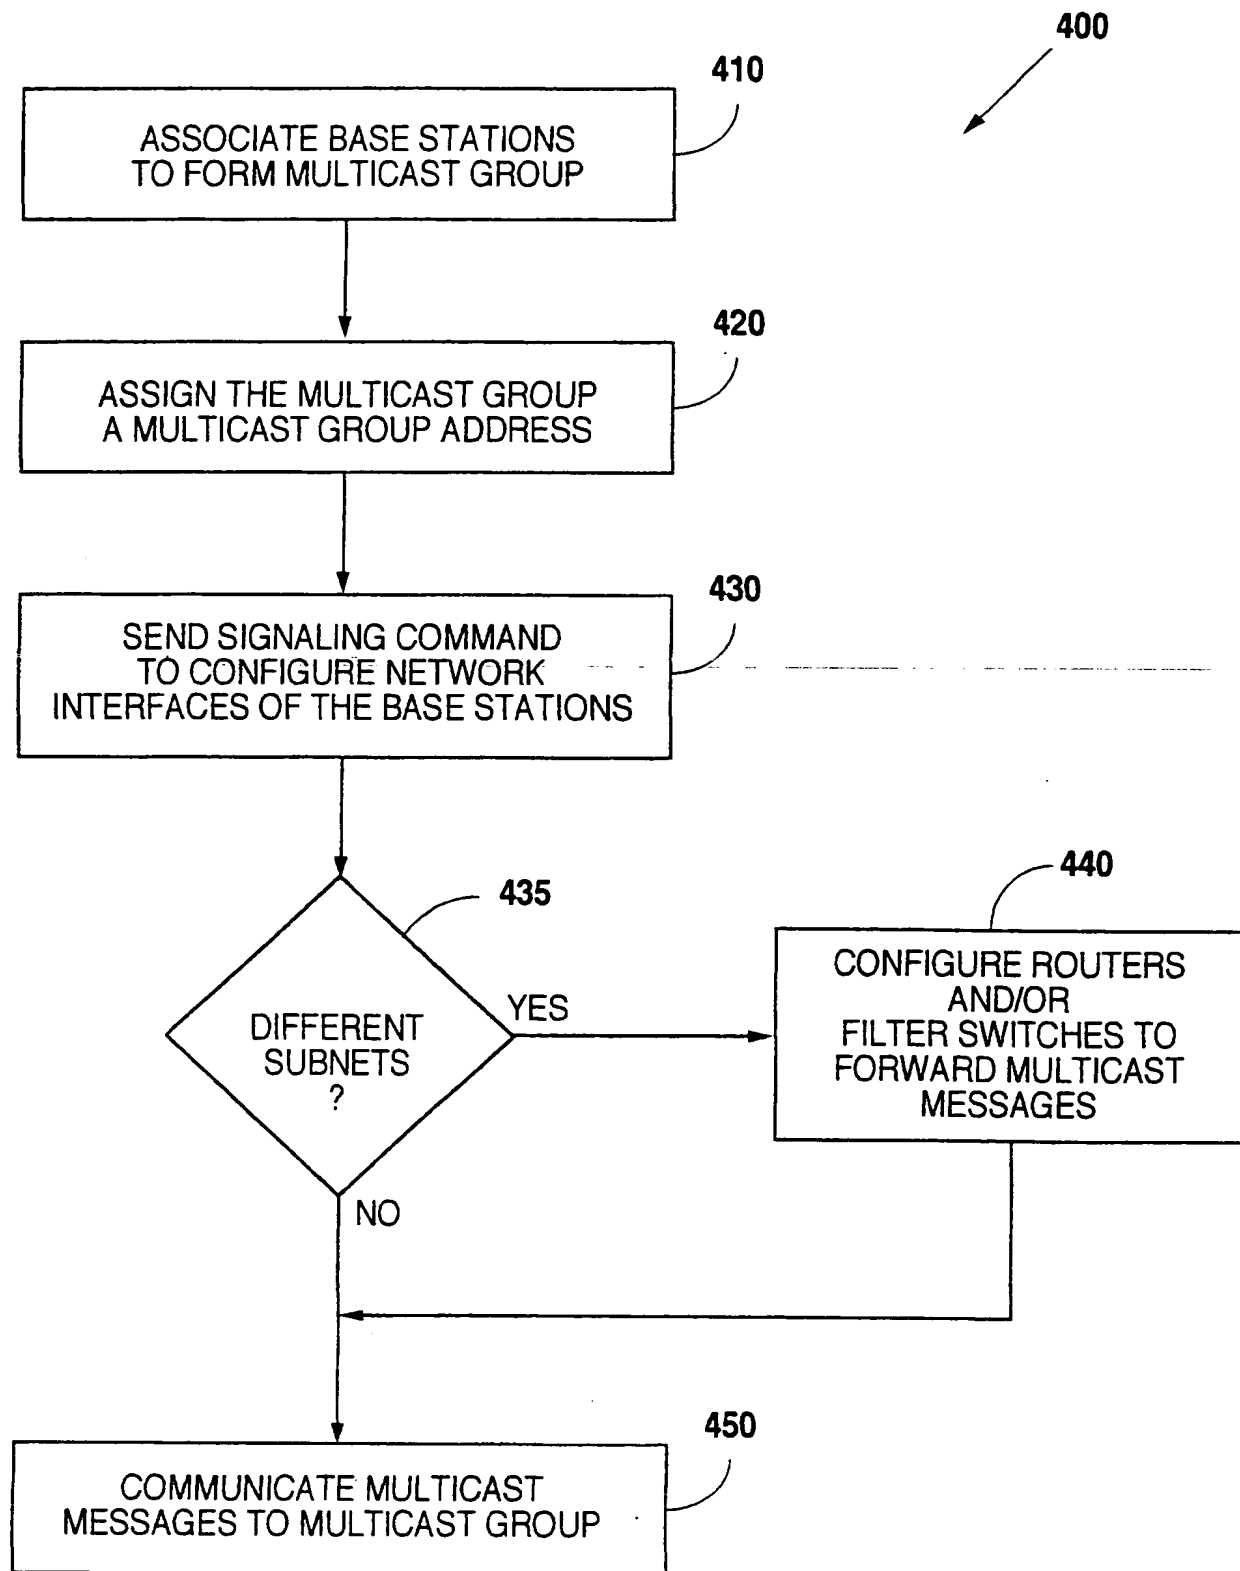 400
410
ASSOCIATE BASE STATIONS
TO FORM MULTICAST GROUP
420
ASSIGN THE MULTICAST GROUP
A MULTICAST GROUP ADDRESS
430
SEND SIGNALING COMMAND
TO CONFIGURE NETWORK
INTERFACES OF THE BASE STATIONS
435
DIFFERENT
SUBNETS
?
YES
NO
440
CONFIGURE ROUTERS
AND/OR
FILTER SWITCHES TO
FORWARD MULTICAST
MESSAGES
450
COMMUNICATE MULTICAST
MESSAGES TO MULTICAST GROUP